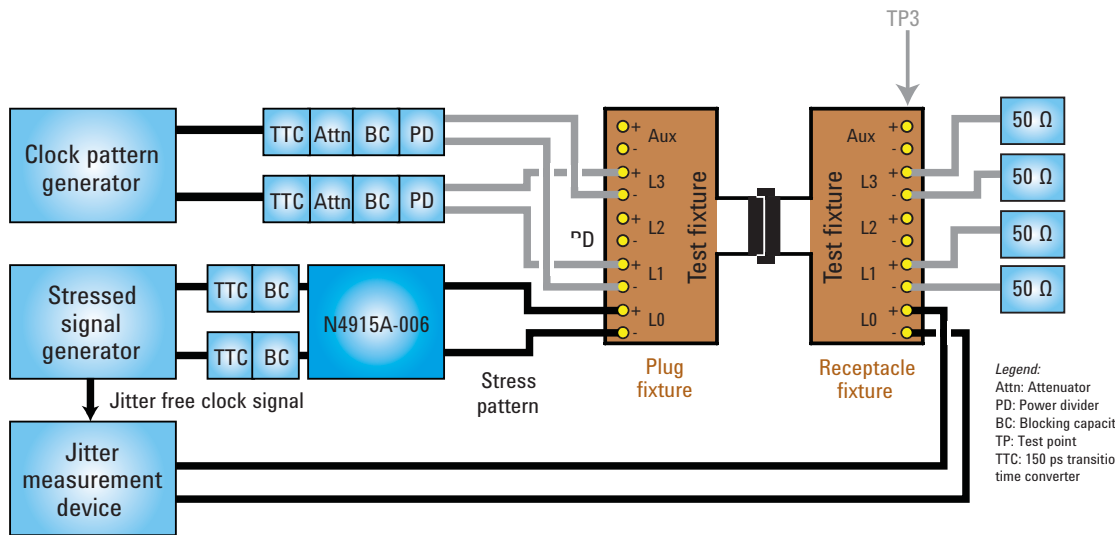 TP3
Clock pattern
generator
TTC Attn BC PD
TTC Attn BC PD
Stressed
signal
generator
TTC BC
TTC BC
N4915A-006
Jitter free clock signal
Stress
pattern
Jitter
measurement
device
PD
+ Aux
-
+ L3
-
+ L2
-
+ L1
-
+ L0
-
Test fixture
Plug
fixture
Aux +
-
L3 +
-
L2 +
-
L1 +
-
L0 +
-
Test fixture
Receptacle
fixture
50 Ω
50 Ω
50 Ω
50 Ω
Legend:
Attn: Attenuator
PD: Power divider
BC: Blocking capacit
TP: Test point
TTC: 150 ps transitio
time converter